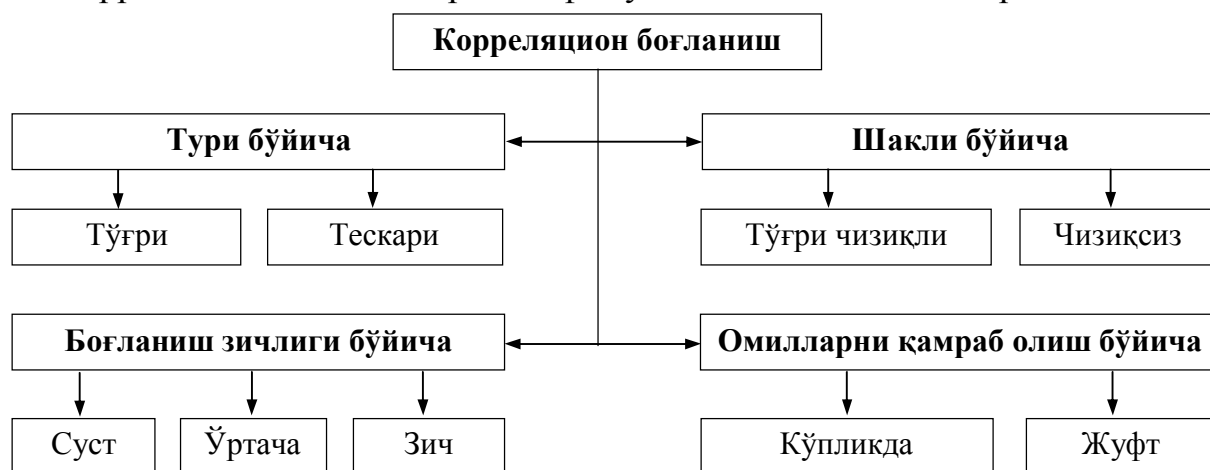 Корреляцион боғланиш
Тури бўйича
Шакли бўйича
Тўғри
Тескари
Тўғри чизиқли
Чизиқсиз
Боғланиш зичлиги бўйича
Омилларни қамраб олиш бўйича
Суст
Ўртача
Зич
Кўпликда
Жуфт